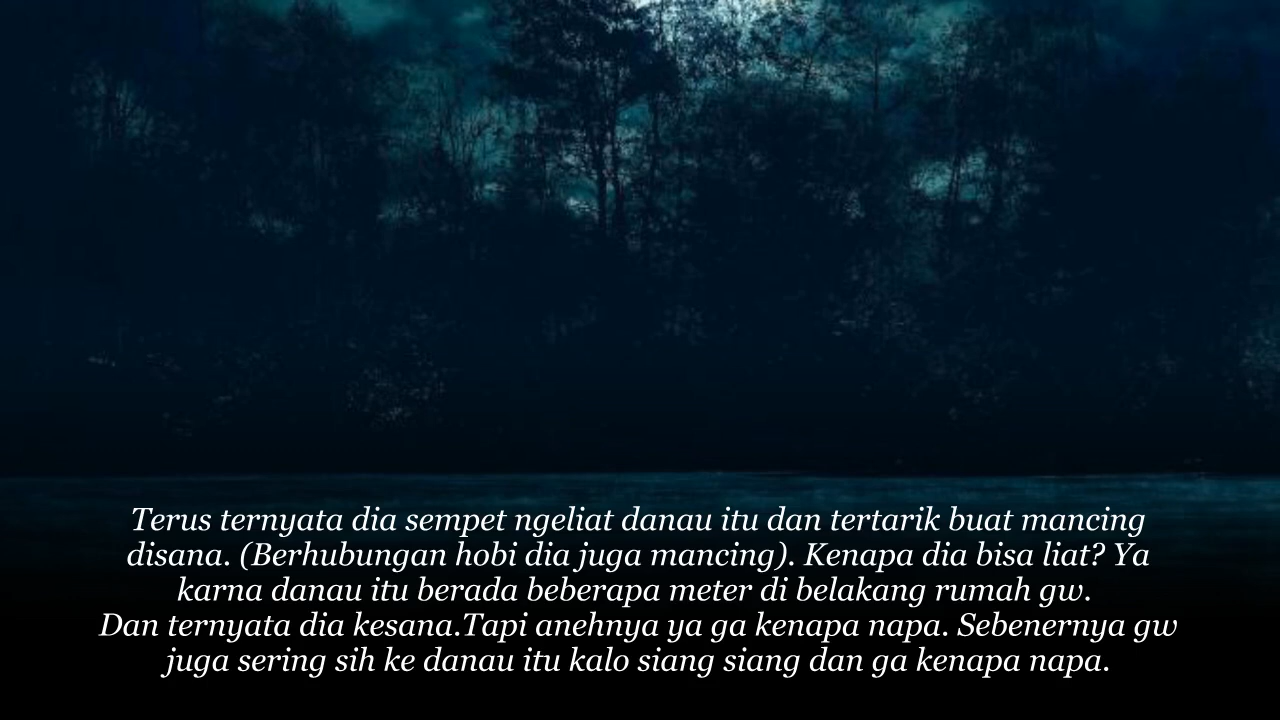 Terus ternyata dia sempet ngeliat danau itu dan tertarik buat mancing
disana. (Berhubungan hobi dia juga mancing). Kenapa dia bisa liat? Ya
karna danau itu berada beberapa meter di belakang rumah gw.
Dan ternyata dia kesana.Tapi anehnya ya ga kenapa napa. Sebenernya gw
juga sering sih ke danau itu kalo siang siang dan ga kenapa napa.